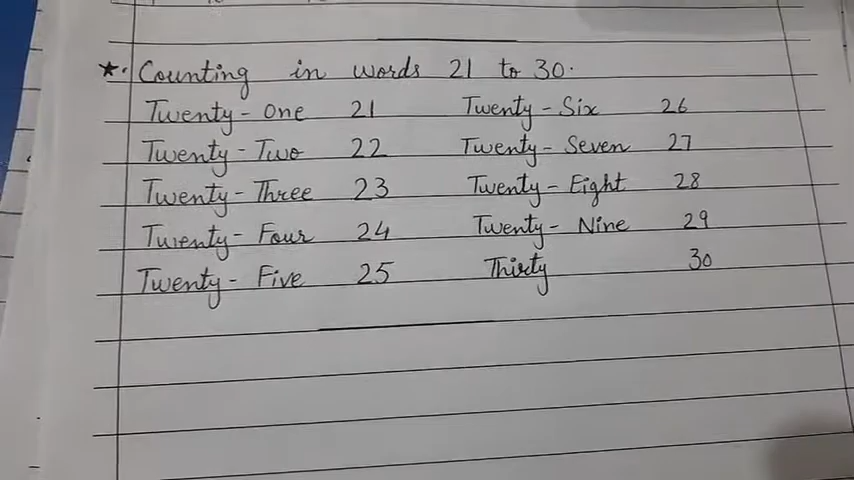 ★. Counting in words 21 to 30.
Twenty-One 21 Twenty-Six 26
Twenty-Two 22 Twenty-Seven 27
Twenty-Three 23 Twenty-Eight 28
Twenty-Four 24 Twenty-Nine 29
Twenty-Five 25 Thirty 30